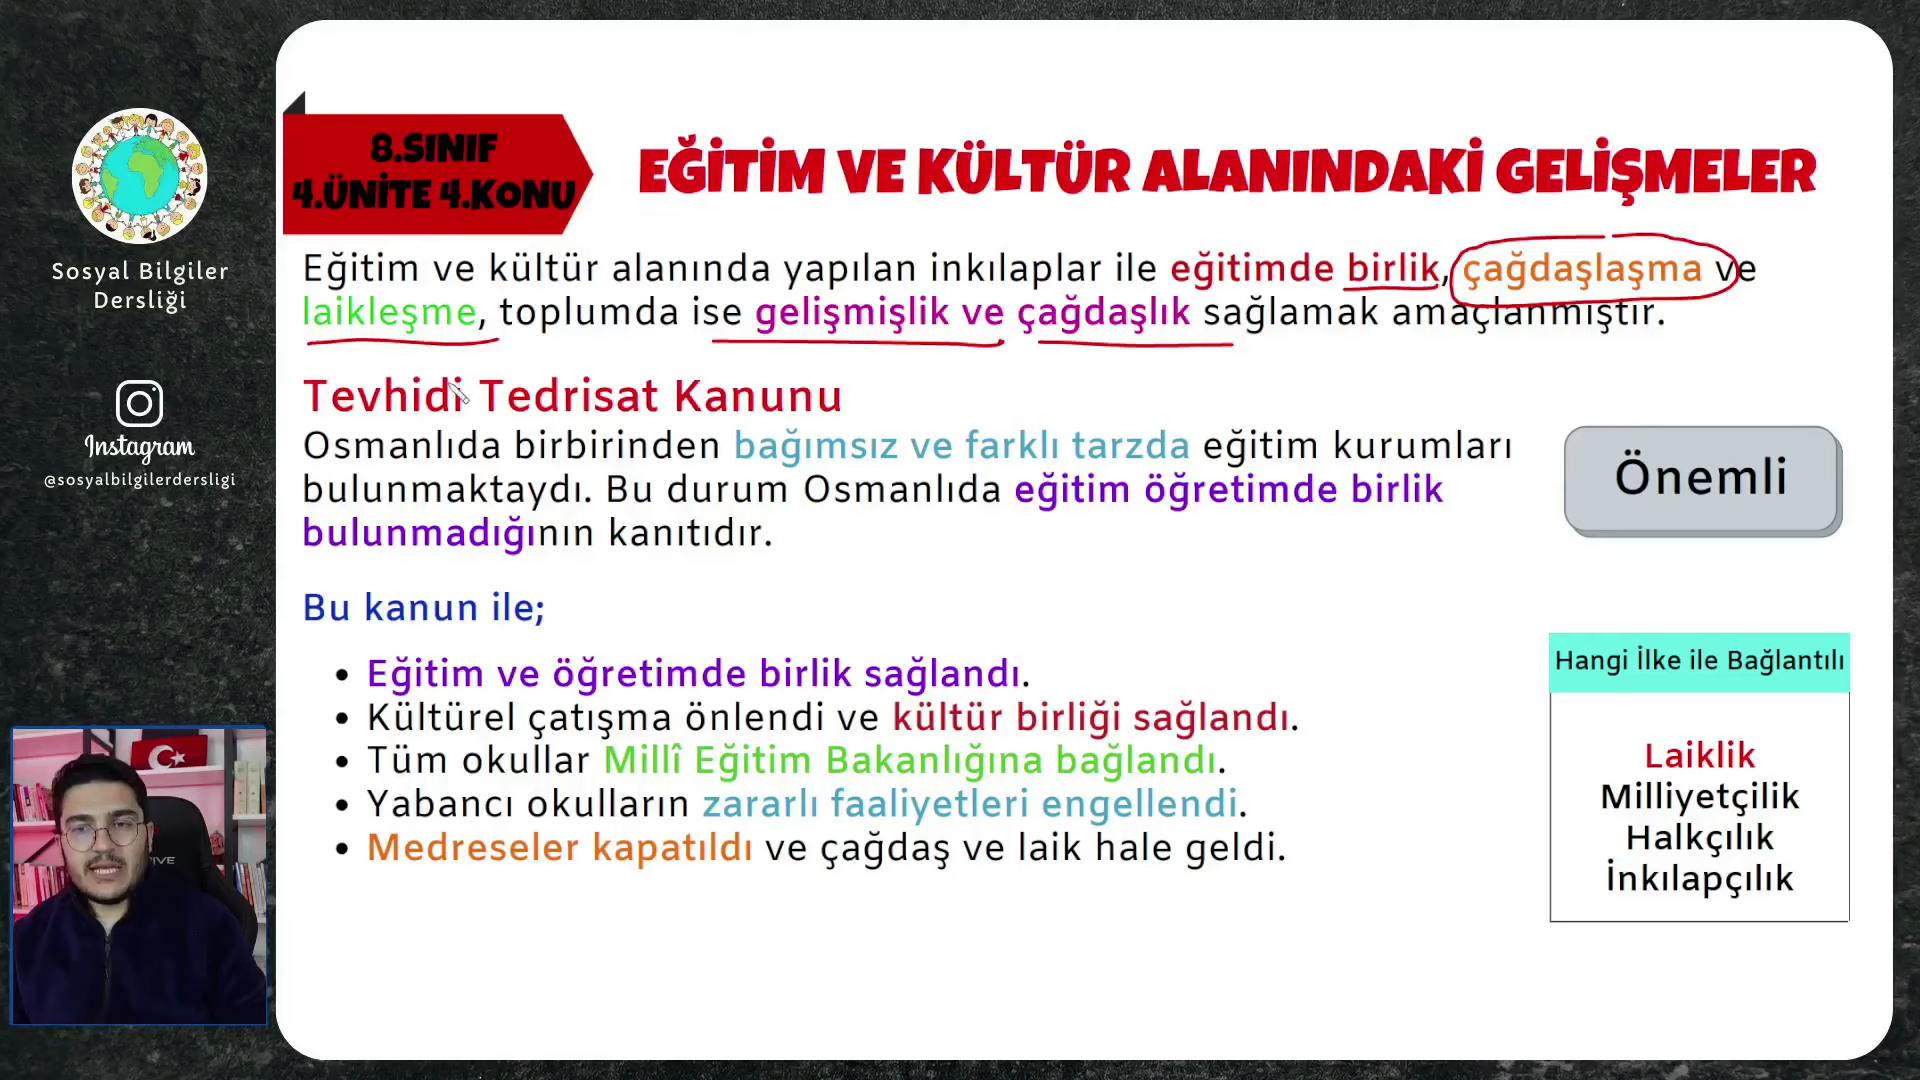 Sosyal Bilgiler
Dersliği
Instagram
@sosyalbilgilerdersligi
8.SINIF
4.ÜNİTE 4.KONU
EĞİTİM VE KÜLTÜR ALANINDAKİ GELİŞMELER
Eğitim ve kültür alanında yapılan inkılaplar ile eğitimde birlik, çağdaşlaşma ve
laikleşme, toplumda ise gelişmişlik ve çağdaşlık sağlamak amaçlanmıştır.
Tevhidi Tedrisat Kanunu
Osmanlıda birbirinden bağımsız ve farklı tarzda eğitim kurumları
bulunmaktaydı. Bu durum Osmanlıda eğitim öğretimde birlik
bulunmadığının kanıtıdır.
Önemli
Bu kanun ile;
• Eğitim ve öğretimde birlik sağlandı.
• Kültürel çatışma önlendi ve kültür birliği sağlandı.
• Tüm okullar Millî Eğitim Bakanlığına bağlandı.
• Yabancı okulların zararlı faaliyetleri engellendi.
• Medreseler kapatıldı ve çağdaş ve laik hale geldi.
Hangi İlke ile Bağlantılı
Laiklik
Milliyetçilik
Halkçılık
İnkılapçılık